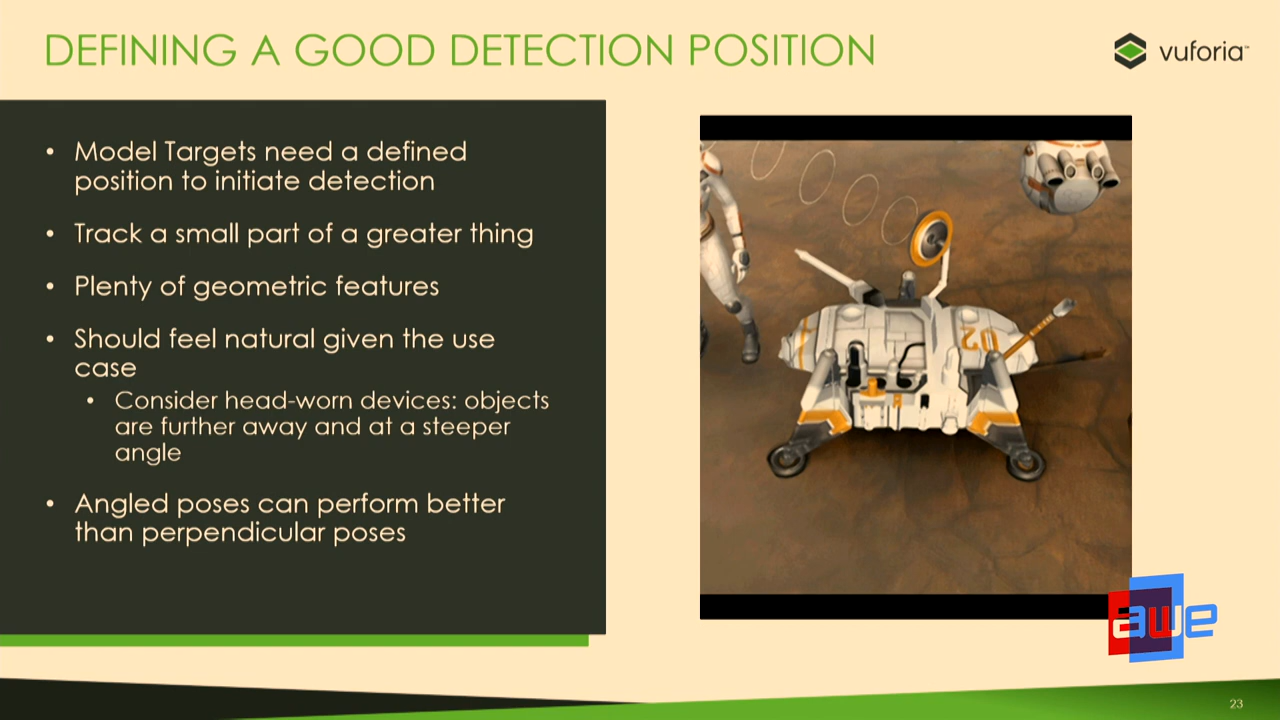 DEFINING A GOOD DETECTION POSITION
vuforia™
• Model Targets need a defined
position to initiate detection
• Track a small part of a greater thing
• Plenty of geometric features
• Should feel natural given the use
case
• Consider head-worn devices: objects
are further away and at a steeper
angle
• Angled poses can perform better
than perpendicular poses
02
awe
23